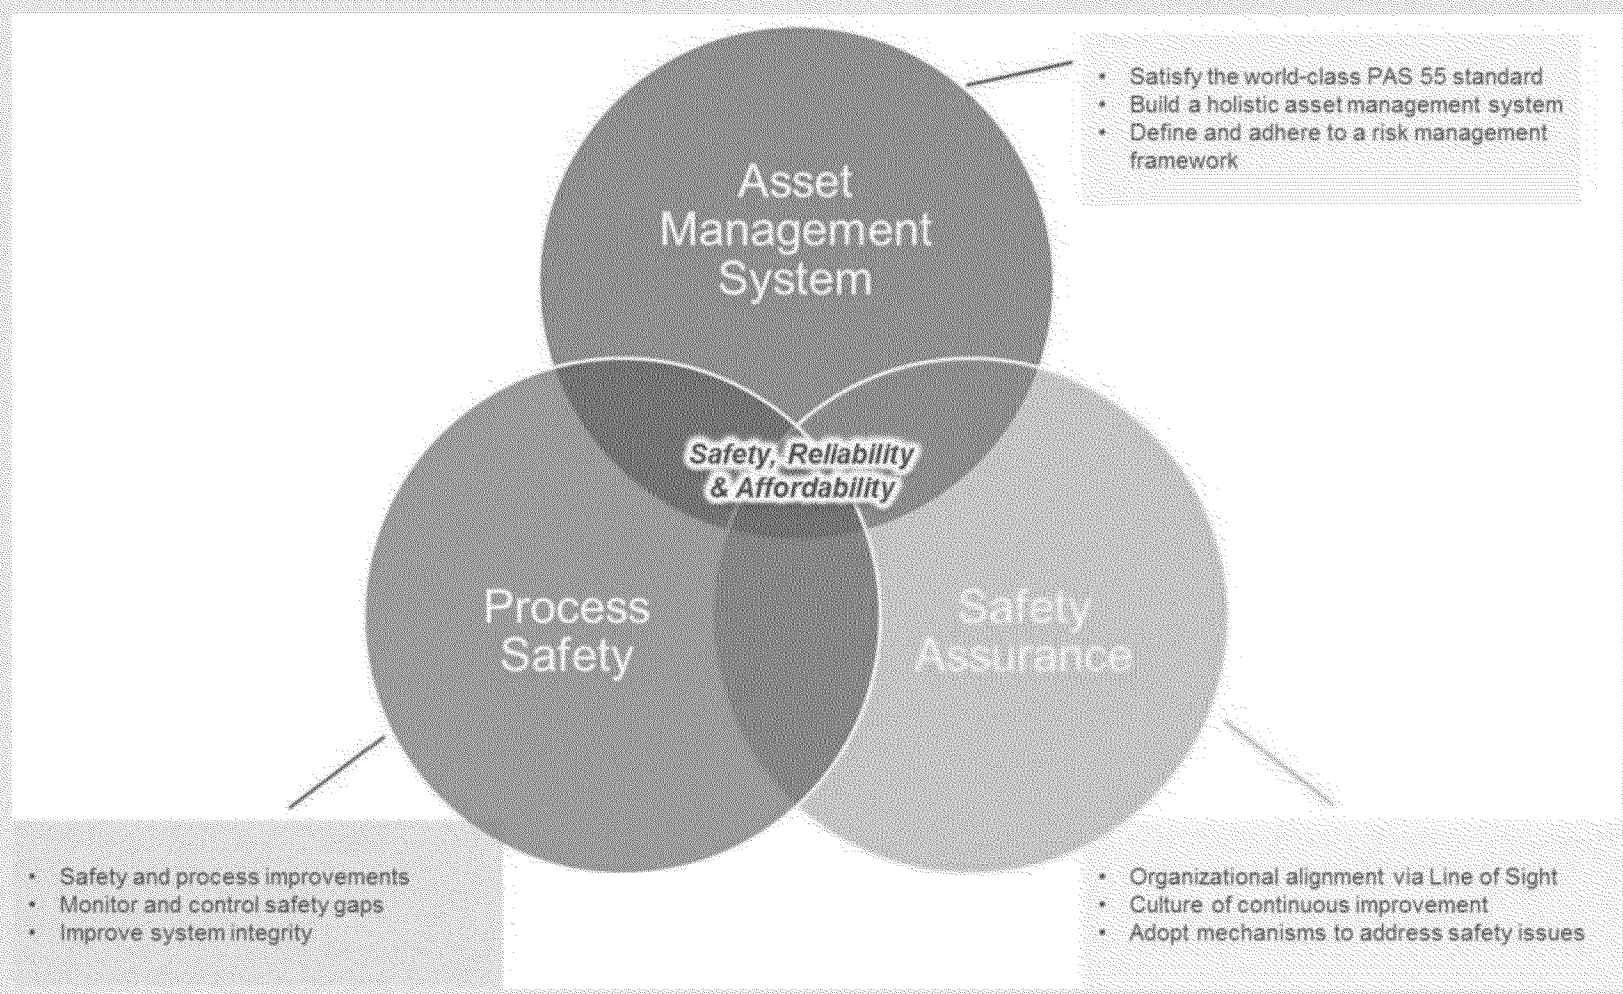 Asset
Management
System
• Satisfy the world-class PAS 55 standard
• Build a holistic asset management system
• Define and adhere to a risk management
framework
Safety, Reliability
& Affordability
Process
Safety
Safety
Assurance
• Safety and process improvements
• Monitor and control safety gaps
• Improve system integrity
• Organizational alignment via Line of Sight
• Culture of continuous improvement
• Adopt mechanisms to address safety issues